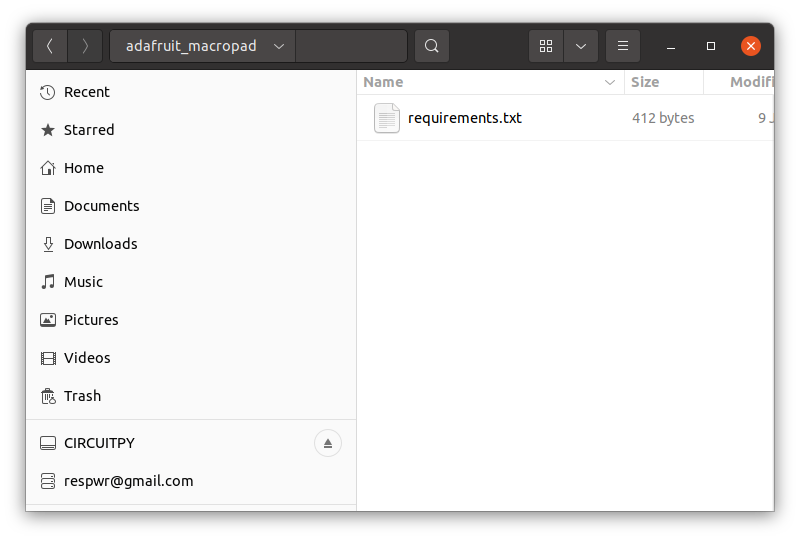 adafruit_macropad
Name Size Modifi
requirements.txt 412 bytes 9 J
Recent
Starred
Home
Documents
Downloads
Music
Pictures
Videos
Trash
CIRCUITPY
respwr@gmail.com